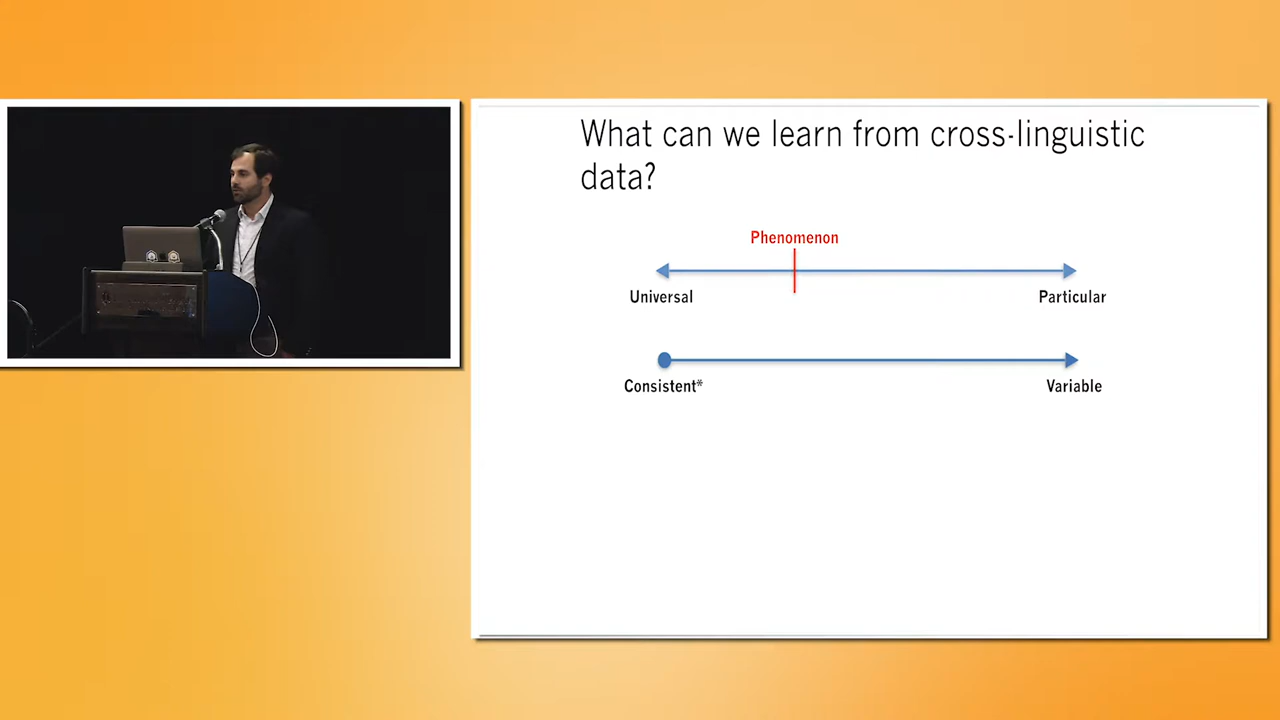 What can we learn from cross-linguistic
data?
Phenomenon
Universal
Particular
Consistent*
Variable